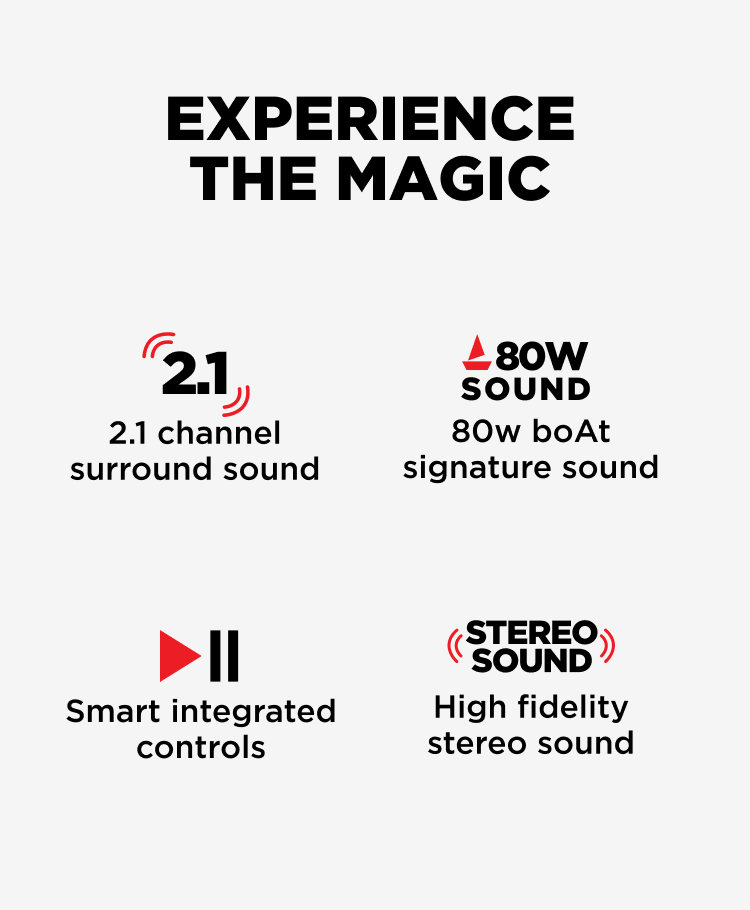 EXPERIENCE
THE MAGIC
2.1
2.1 channel
surround sound
80W
SOUND
80w boAt
signature sound
Smart integrated
controls
STEREO
SOUND
High fidelity
stereo sound